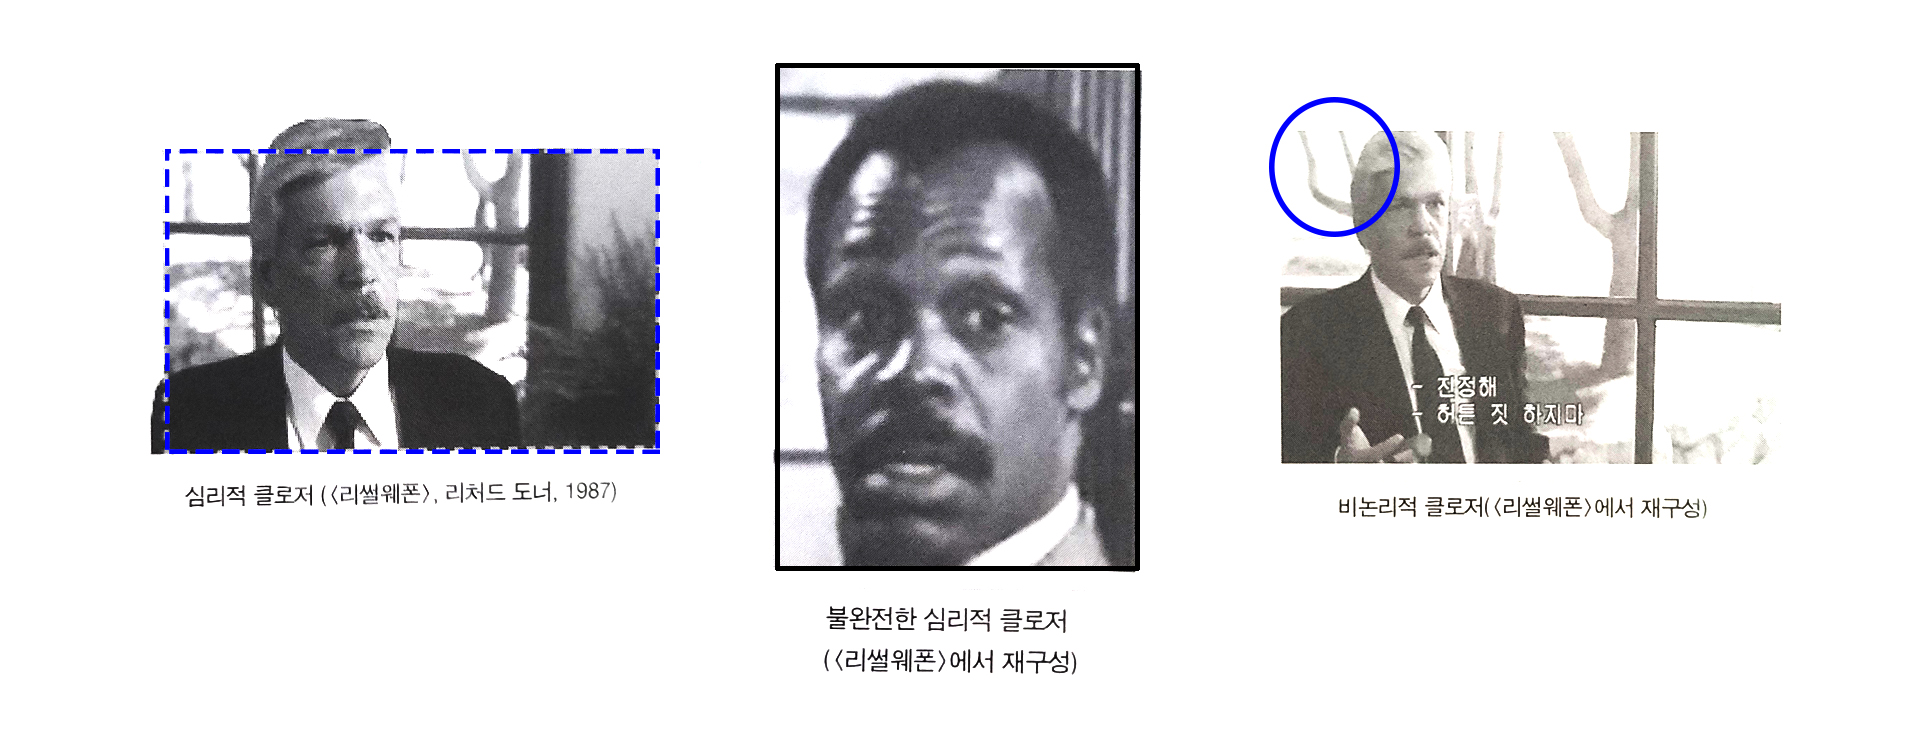 심리적 클로저 (〈리썰웨폰〉, 리처드 도너, 1987)
불완전한 심리적 클로저
(〈리썰웨폰〉에서 재구성)
- 진정해
- 허튼 짓 하지마
비논리적 클로저(〈리썰웨폰〉에서 재구성)